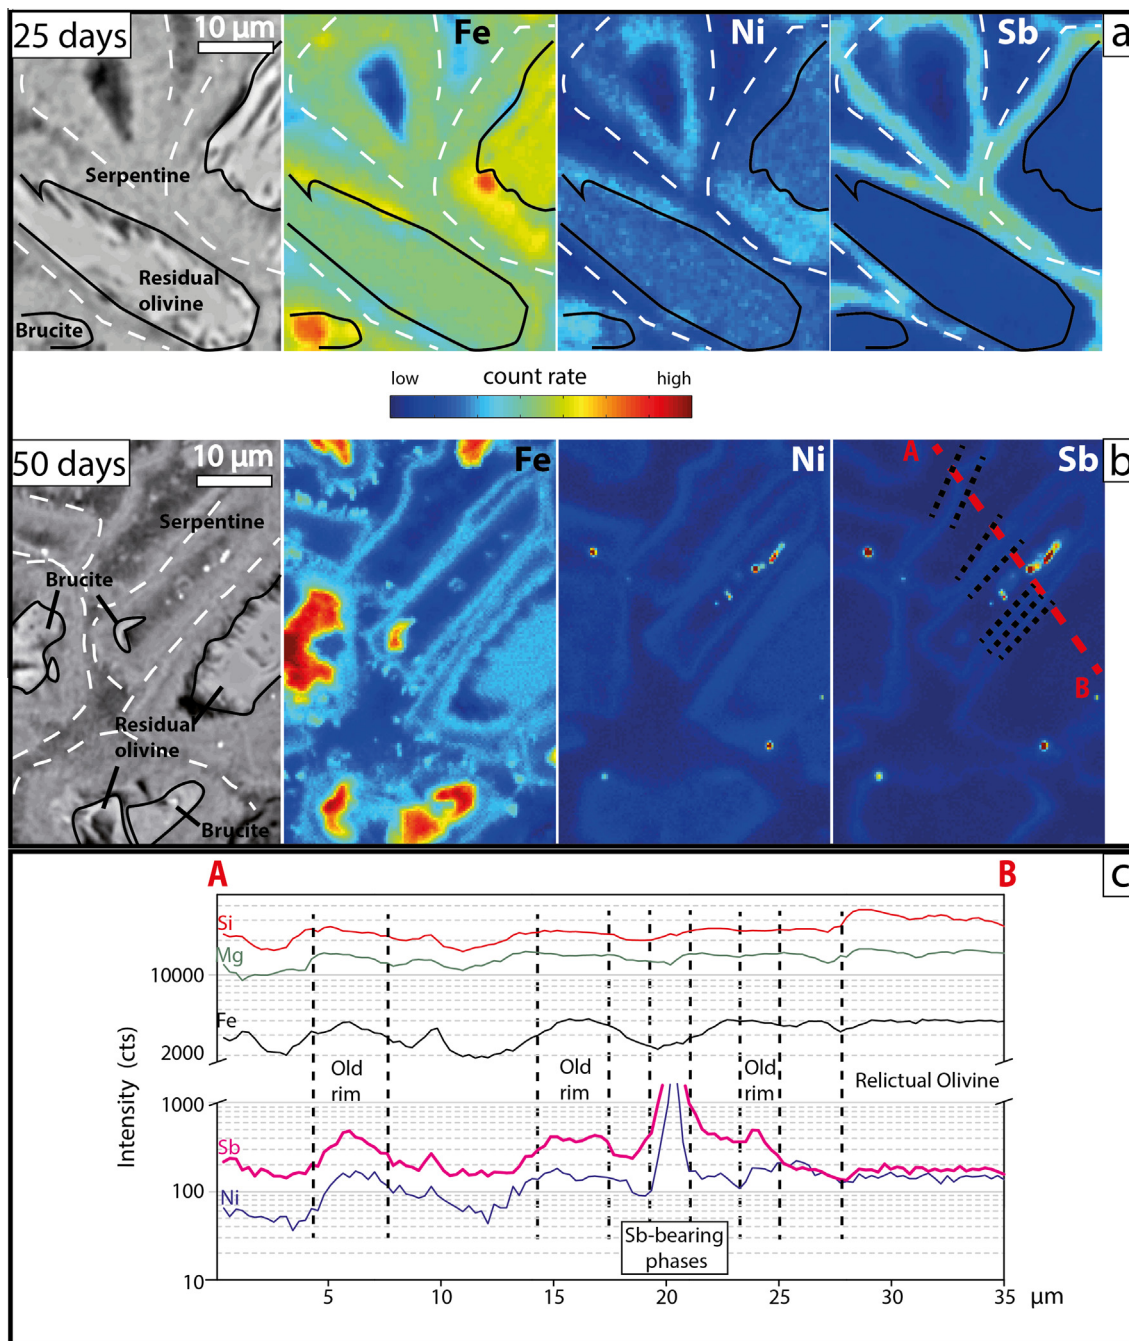 25 days
10 µm
Fe
Ni
Sb
a
Serpentine
Residual
olivine
Brucite
low
count rate
high
50 days
10 µm
Fe
Ni
Sb
b
A
Serpentine
Brucite
B
Residual
olivine
Brucite
c
A
B
Si
Mg
10000
Fe
2000
Old
rim
Old
rim
Old
rim
Relictual Olivine
Intensity (cts)
1000
Sb
100
Ni
Sb-bearing
phases
10
5
10
15
20
25
30
35
µm